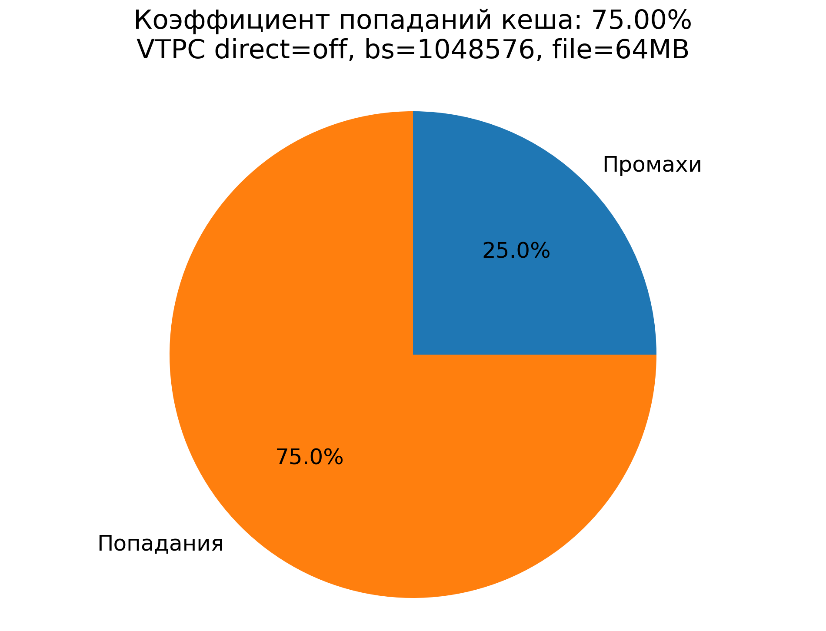 Коэффициент попаданий кеша: 75.00%
VTPC direct=off, bs=1048576, file=64MB
Промахи
25.0%
75.0%
Попадания